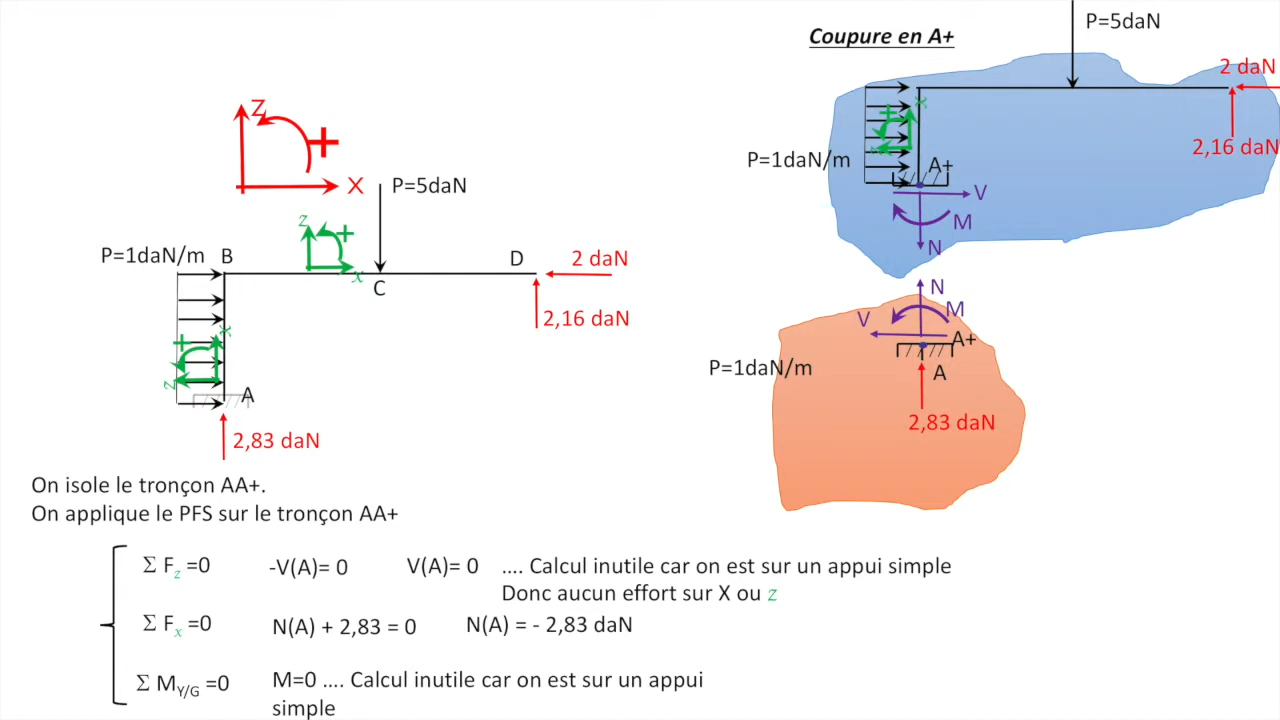 Coupure en A+
P=5daN
2 daN
2,16 daN
P=1daN/m
x
+
z
A+
V
M
N
N
M
V
A+
P=1daN/m
A
2,83 daN
Z
+
X
P=5daN
z
+
x
P=1daN/m
B
C
D
2 daN
2,16 daN
x
+
z
A
2,83 daN
On isole le tronçon AA+.
On applique le PFS sur le tronçon AA+
Σ Fz =0 -V(A)= 0 V(A)= 0 .... Calcul inutile car on est sur un appui simple
Donc aucun effort sur X ou z
Σ Fx =0 N(A) + 2,83 = 0 N(A) = - 2,83 daN
Σ MY/G =0 M=0 .... Calcul inutile car on est sur un appui
simple